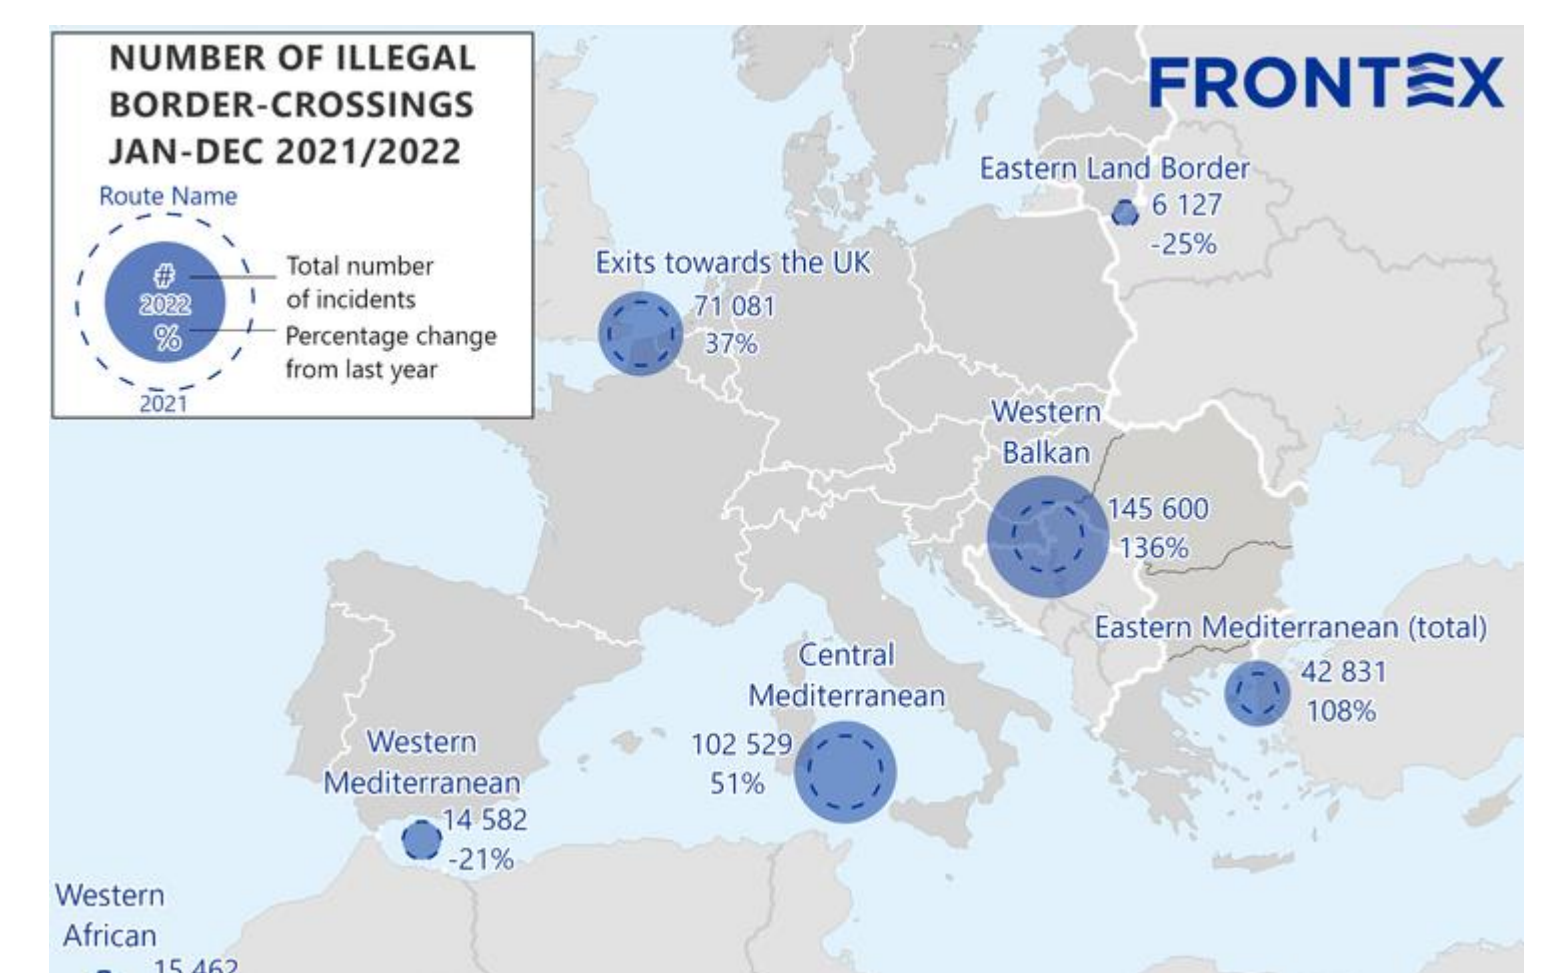 NUMBER OF ILLEGAL
BORDER-CROSSINGS
JAN-DEC 2021/2022
Route Name
#
2022
%
Total number
of incidents
Percentage change
from last year
2021
FRONTEX
Eastern Land Border
6 127
-25%
Exits towards the UK
71 081
37%
Western
Balkan
145 600
136%
Eastern Mediterranean (total)
42 831
108%
Central
Mediterranean
102 529
51%
Western
Mediterranean
14 582
-21%
Western
African
15 462